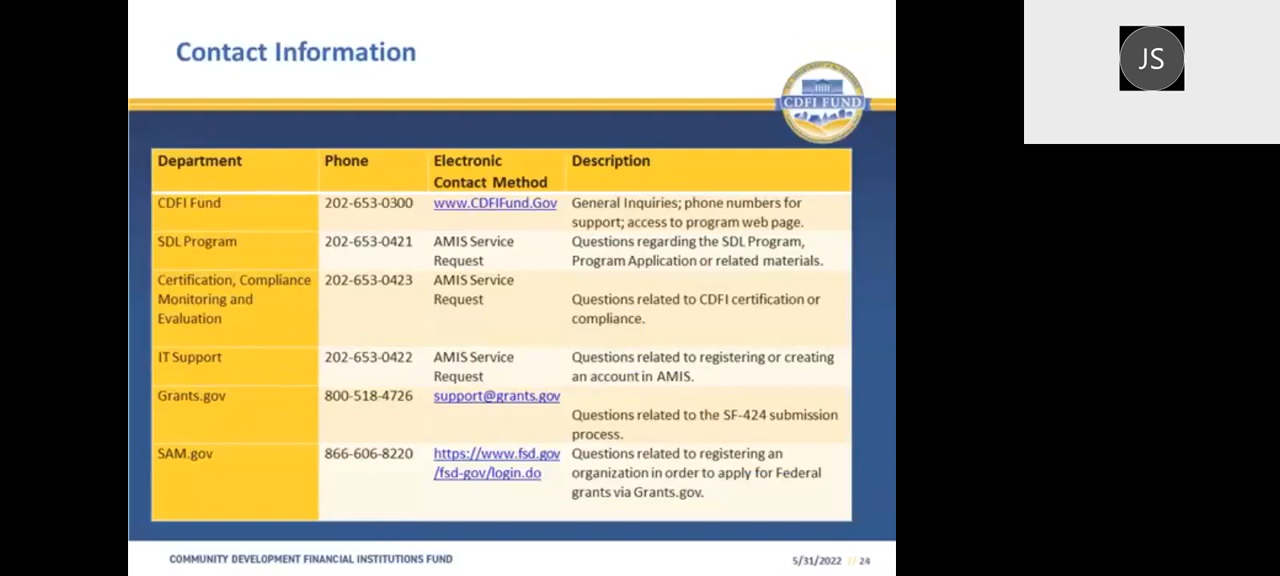 Contact Information
JS
CDFI FUND
Department Phone Electronic Contact Method Description
CDFI Fund 202-653-0300 www.CDFIFund.Gov General Inquiries; phone numbers for
support; access to program web page.
SDL Program 202-653-0421 AMIS Service Questions regarding the SDL Program,
Request Program Application or related materials.
Certification, Compliance 202-653-0423 AMIS Service
Monitoring and Request Questions related to CDFI certification or
Evaluation compliance.
IT Support 202-653-0422 AMIS Service Questions related to registering or creating
Request an account in AMIS.
Grants.gov 800-518-4726 support@grants.gov
Questions related to the SF-424 submission
process.
SAM.gov 866-606-8220 https://www.fsd.gov Questions related to registering an
/fsd-gov/login.do organization in order to apply for Federal
grants via Grants.gov.
COMMUNITY DEVELOPMENT FINANCIAL INSTITUTIONS FUND 5/31/2022 // 24